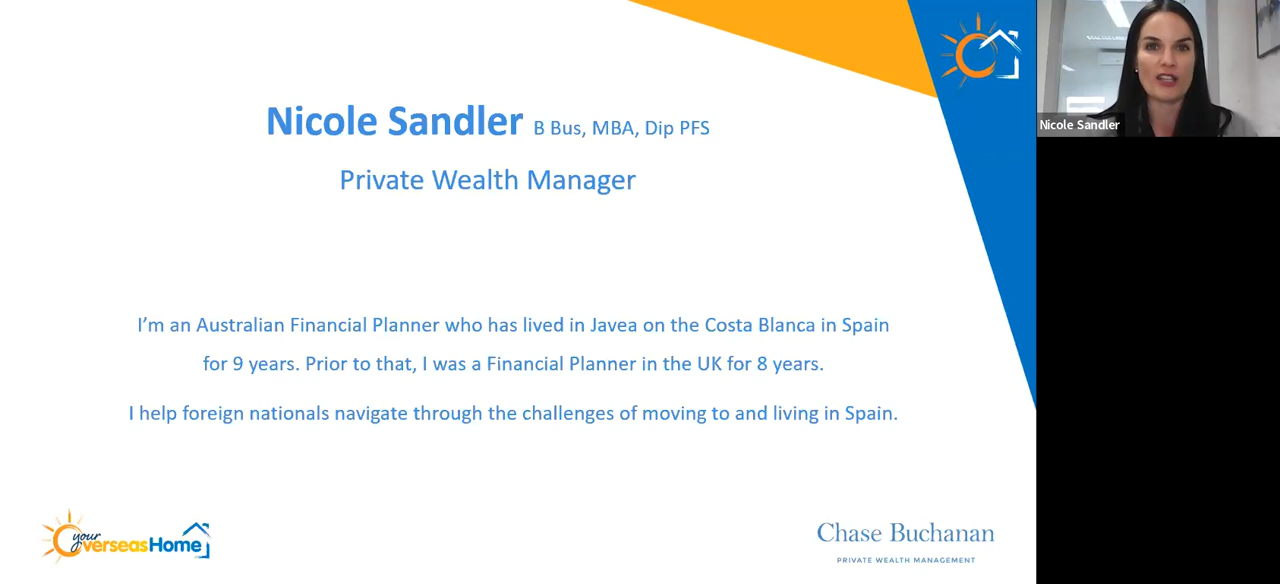 Nicole Sandler B Bus, MBA, Dip PFS
Private Wealth Manager
I’m an Australian Financial Planner who has lived in Javea on the Costa Blanca in Spain
for 9 years. Prior to that, I was a Financial Planner in the UK for 8 years.
I help foreign nationals navigate through the challenges of moving to and living in Spain.
your
OverseasHome
Chase Buchanan
PRIVATE WEALTH MANAGEMENT
Nicole Sandler